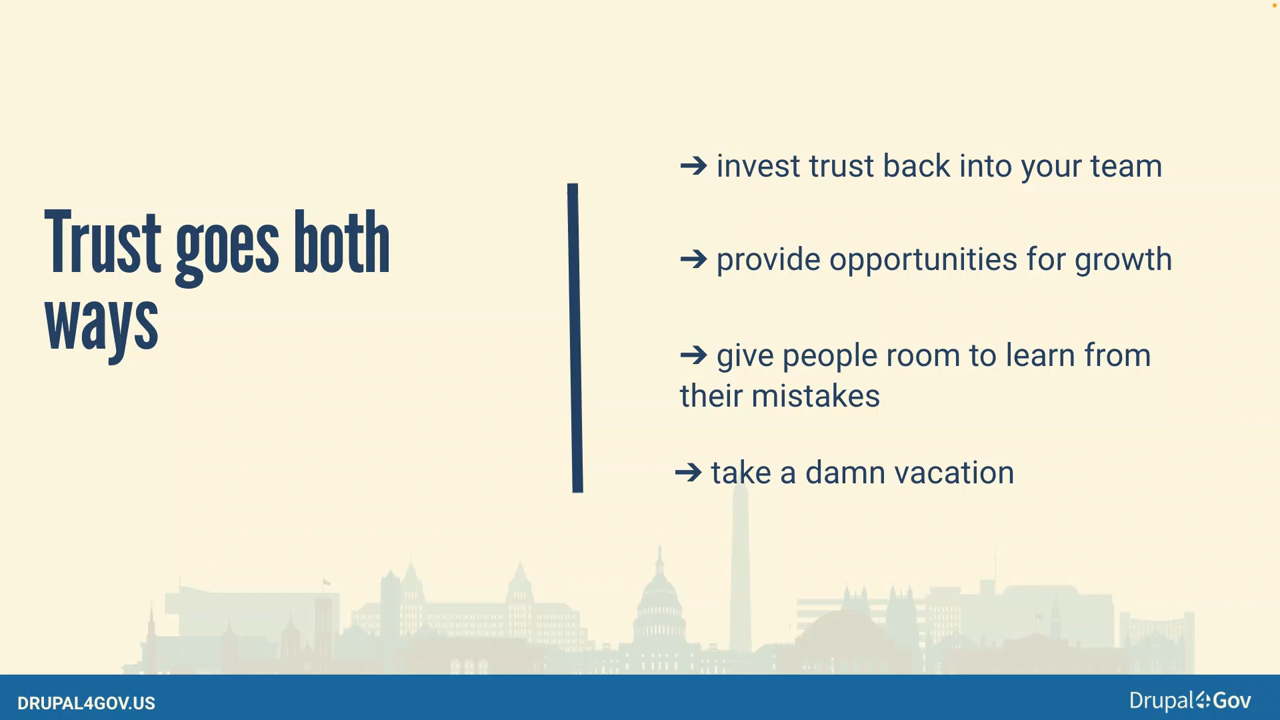 Trust goes both
ways
➔ invest trust back into your team
➔ provide opportunities for growth
➔ give people room to learn from
their mistakes
➔ take a damn vacation
DRUPAL4GOV.US
Drupal4Gov